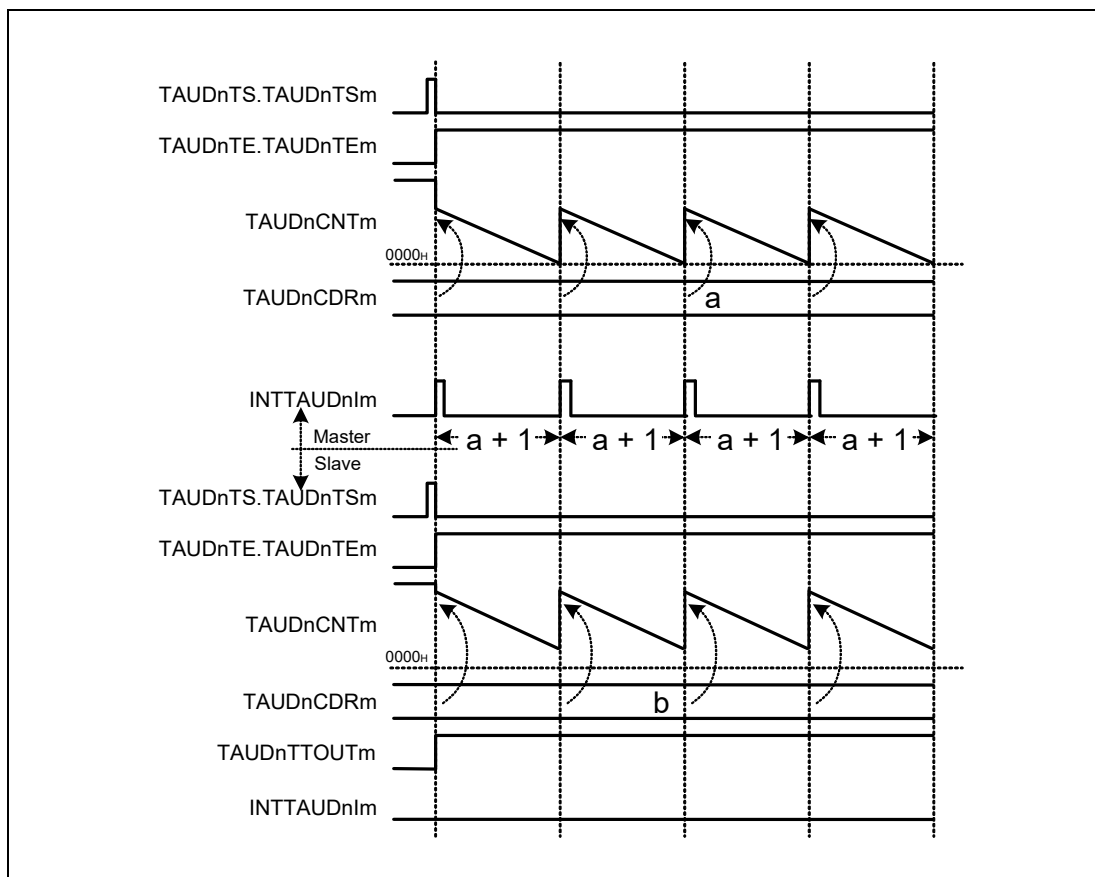 TAUDnTS.TAUDnTSm
TAUDnTE.TAUDnTEm
TAUDnCNTm
0000H
TAUDnCDRm
a
INTTAUDnIm
Master
a + 1 a + 1 a + 1 a + 1
Slave
TAUDnTS.TAUDnTSm
TAUDnTE.TAUDnTEm
TAUDnCNTm
0000H
TAUDnCDRm
b
TAUDnTTOUTm
INTTAUDnIm